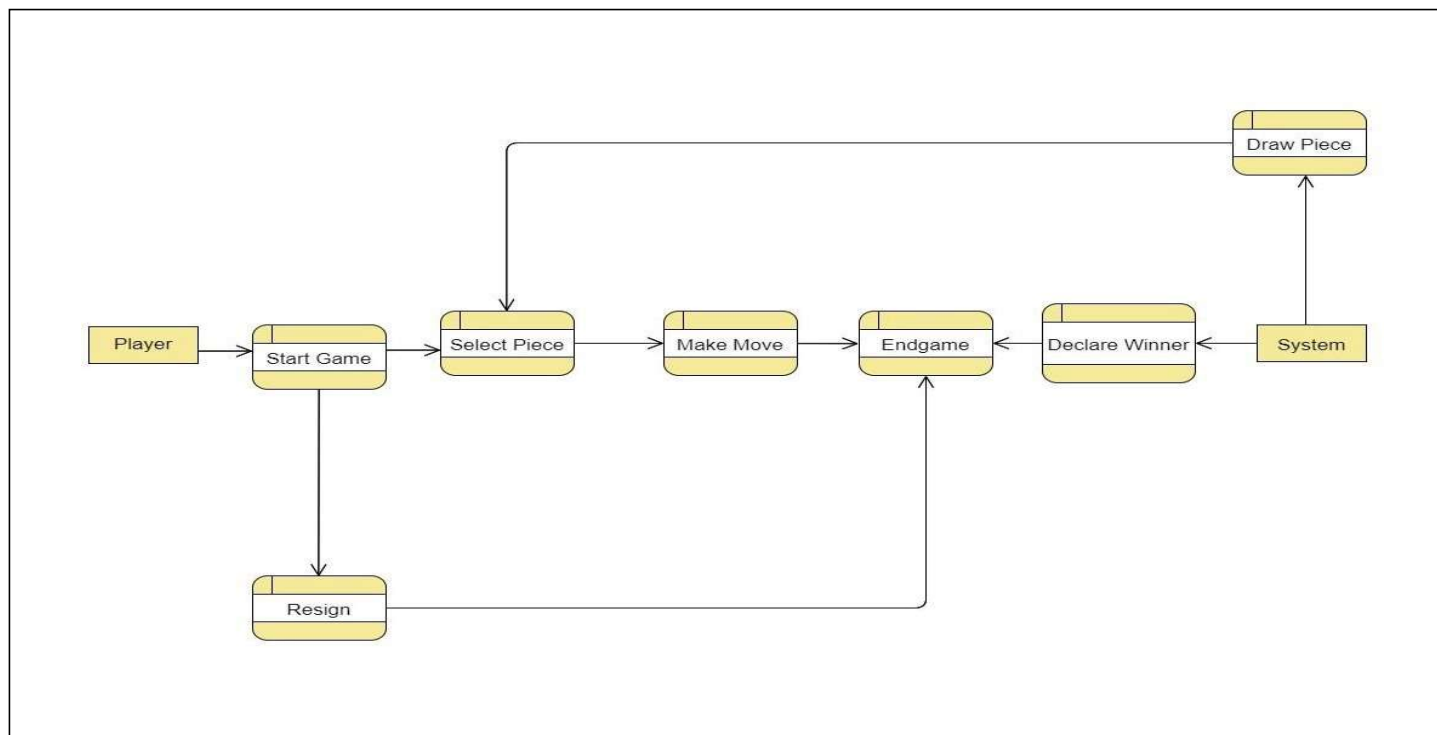 Draw Piece
Player
Start Game
Select Piece
Make Move
Endgame
Declare Winner
System
Resign